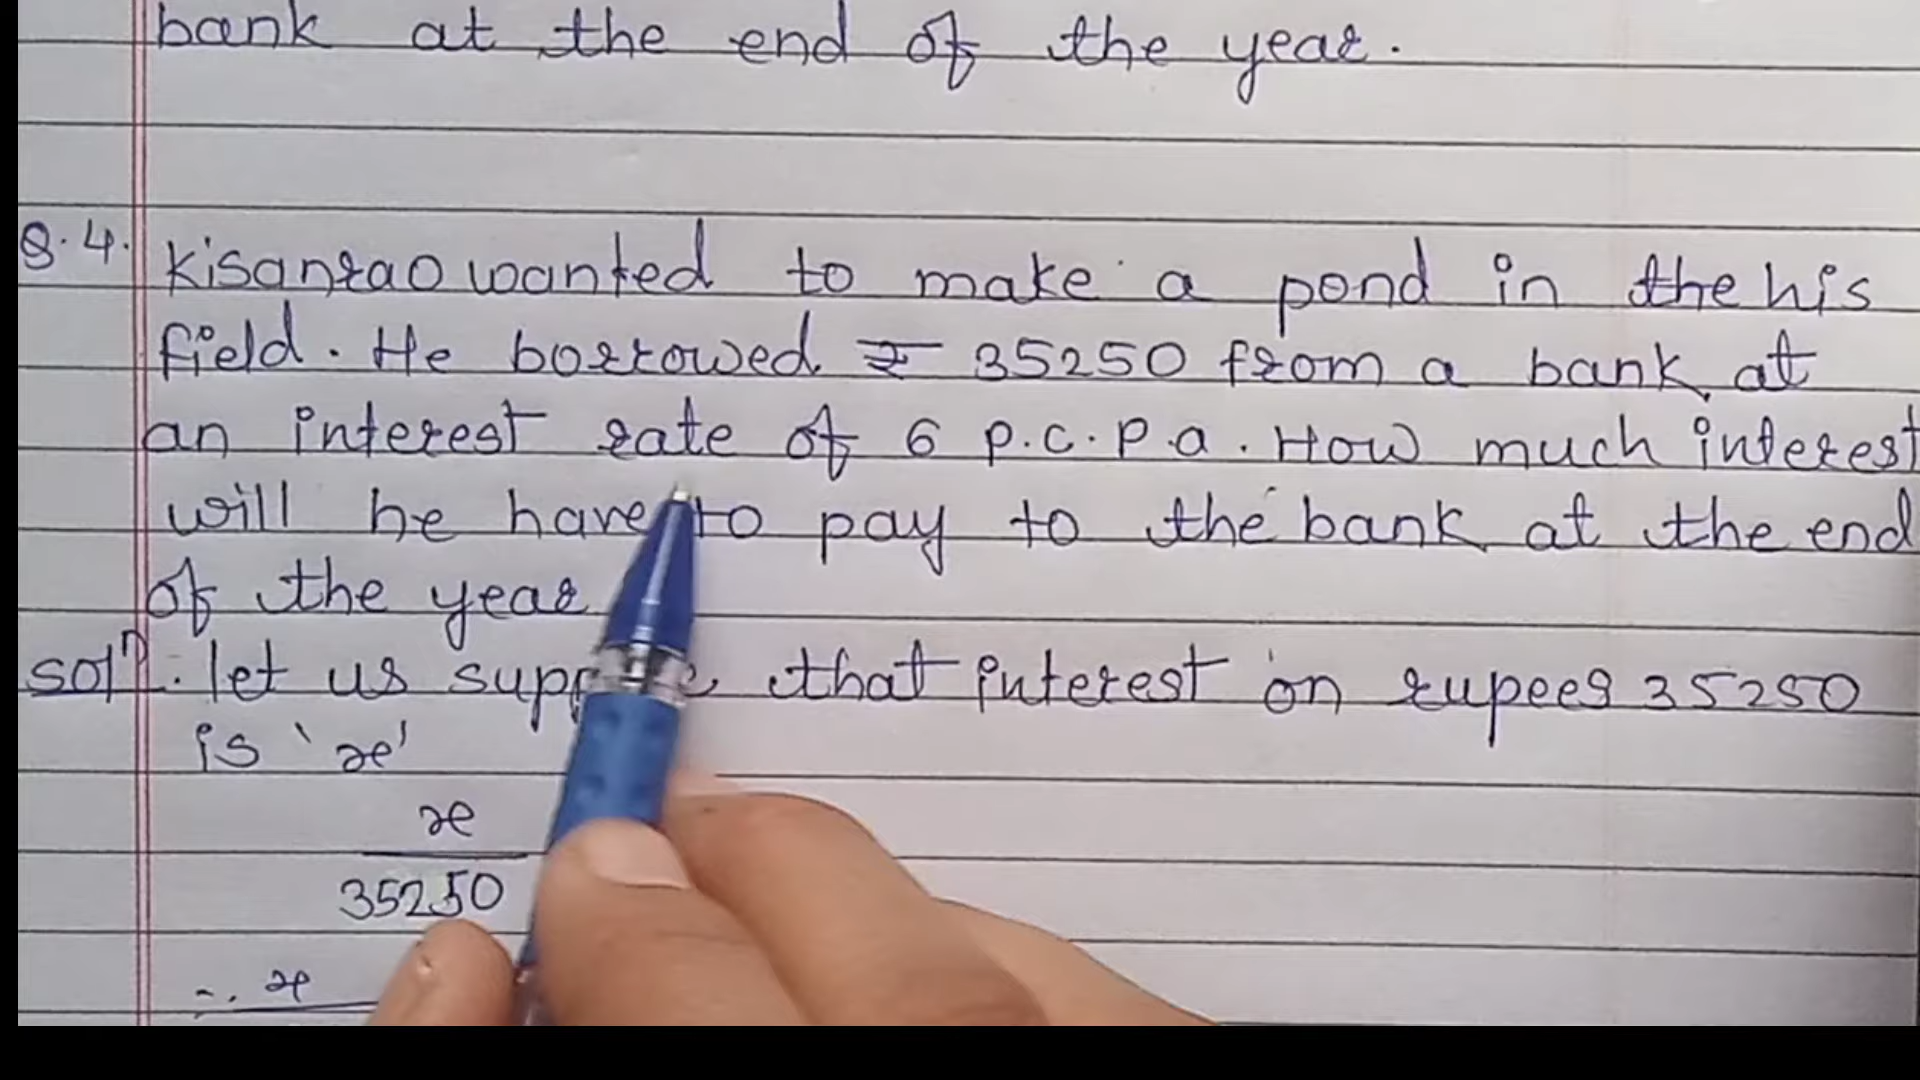 bank at the end of the year.
Q.4. Kisanrao wanted to make a pond in the his
field. He borrowed ₹ 35250 from a bank at
an interest rate of 6 p.c.p.a. How much interest
will he have to pay to the bank at the end
of the year
solⁿ. let us that interest on rupees 35250
is 'x'
x
35250
∴ x